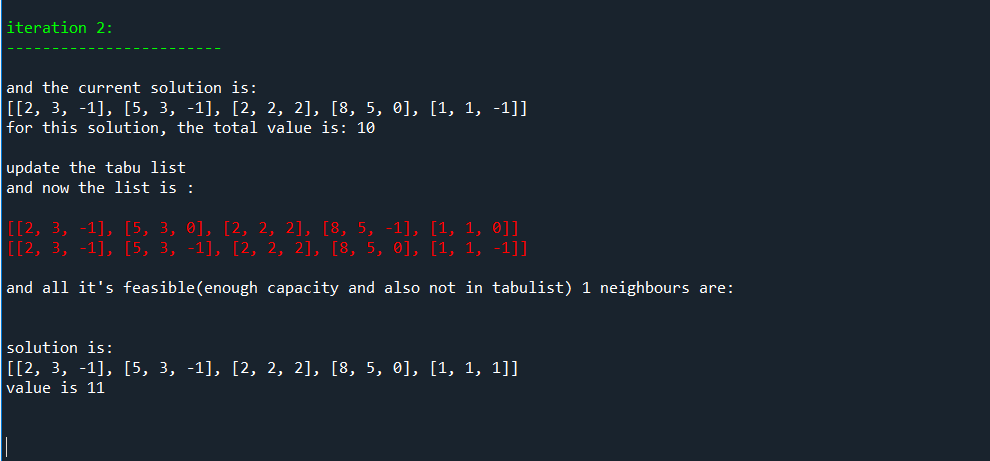 iteration 2:
-------------------------
and the current solution is:
[[2, 3, -1], [5, 3, -1], [2, 2, 2], [8, 5, 0], [1, 1, -1]]
for this solution, the total value is: 10
update the tabu list
and now the list is :
[[2, 3, -1], [5, 3, 0], [2, 2, 2], [8, 5, -1], [1, 1, 0]]
[[2, 3, -1], [5, 3, -1], [2, 2, 2], [8, 5, 0], [1, 1, -1]]
and all it's feasible(enough capacity and also not in tabulist) 1 neighbours are:
solution is:
[[2, 3, -1], [5, 3, -1], [2, 2, 2], [8, 5, 0], [1, 1, 1]]
value is 11